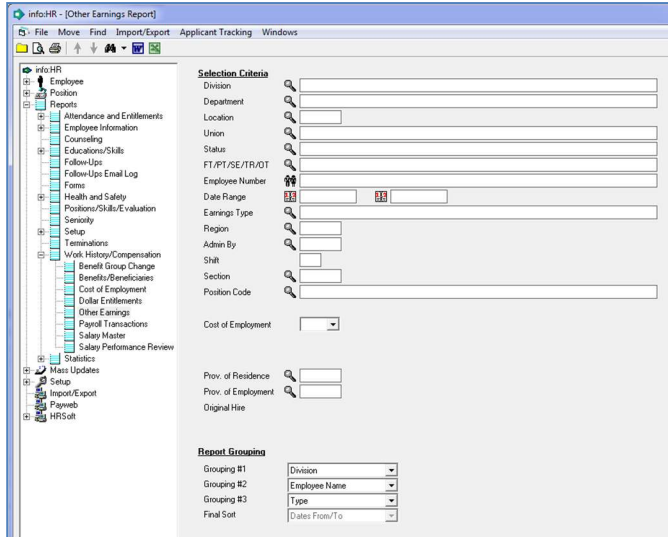 info:HR - [Other Earnings Report]
File Move Find Import/Export Applicant Tracking Windows
info:HR
Employee
Position
Reports
Attendance and Entitlements
Employee Information
Counseling
Educations/Skills
Follow-Ups
Follow-Ups Email Log
Forms
Health and Safety
Positions/Skills/Evaluation
Seniority
Setup
Terminations
Work History/Compensation
Benefit Group Change
Benefits/Beneficiaries
Cost of Employment
Dollar Entitlements
Other Earnings
Payroll Transactions
Salary Master
Salary Performance Review
Statistics
Mass Updates
Setup
Import/Export
Payweb
HRSoft
Selection Criteria
Division
Department
Location
Union
Status
FT/PT/SE/TR/OT
Employee Number
Date Range
Earnings Type
Region
Admin By
Shift
Section
Position Code
Cost of Employment
Prov. of Residence
Prov. of Employment
Original Hire
Report Grouping
Grouping #1 Division
Grouping #2 Employee Name
Grouping #3 Type
Final Sort Dates From/To